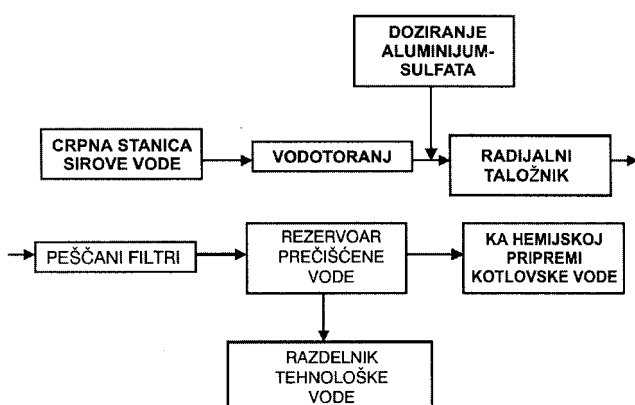 DOZIRANJE
ALUMINIJUM-
SULFATA
CRPNA STANICA
SIROVE VODE
VODOTORANJ
RADIJALNI
TALOŽNIK
PEŠČANI FILTRI
REZERVOAR
PREČIŠĆENE
VODE
KA HEMIJSKOJ
PRIPREMI
KOTLOVSKE VODE
RAZDELNIK
TEHNOLOŠKE
VODE